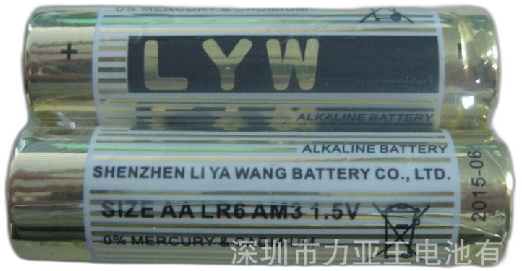 0% MERCURY & CADMIUM
+
LYW
ALKALINE BATTERY
ALKALINE BATTERY
SHENZHEN LI YA WANG BATTERY CO., LTD.
SIZE AA LR6 AM3 1.5V
0% MERCURY & CADMIUM
2015-06
深圳市力亚王电池有